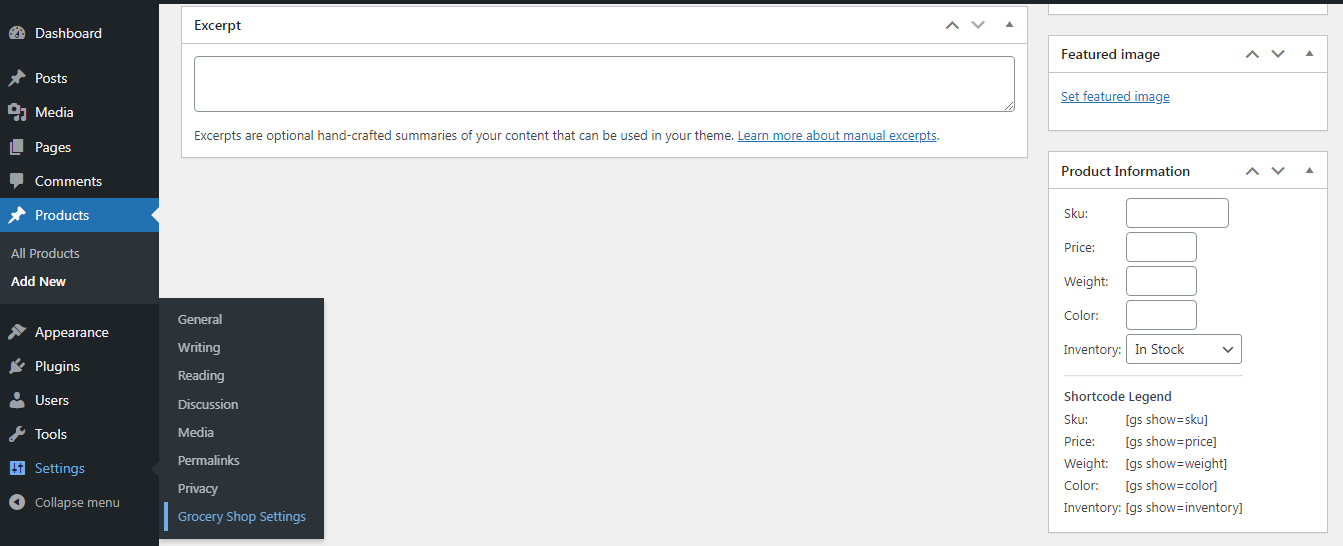 Dashboard
Posts
Media
Pages
Comments
Products
All Products
Add New
Appearance
Plugins
Users
Tools
Settings
Collapse menu
General
Writing
Reading
Discussion
Media
Permalinks
Privacy
Grocery Shop Settings
Excerpt
Excerpts are optional hand-crafted summaries of your content that can be used in your theme. Learn more about manual excerpts.
Featured image
Set featured image
Product Information
Sku:
Price:
Weight:
Color:
Inventory: In Stock
Shortcode Legend
Sku: [gs show=sku]
Price: [gs show=price]
Weight: [gs show=weight]
Color: [gs show=color]
Inventory: [gs show=inventory]